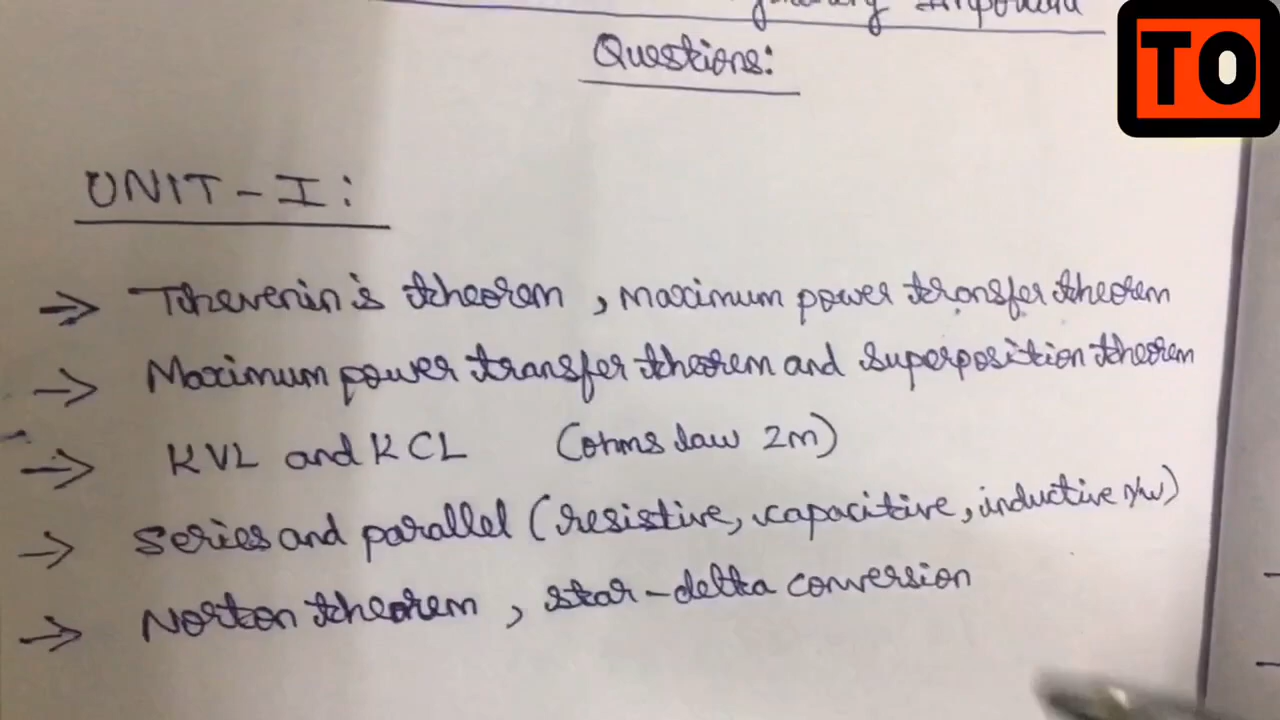 Important
TO
Questions:
UNIT - I:
⇒ Thevenin's theorem, Maximum power transfer theorem
→ Maximum power transfer theorem and superposition theorem
⇒ KVL and KCL (ohms law 2m)
→ Series and parallel (resistive, capacitive, inductive n/w)
→ Norton theorem, star-delta conversion